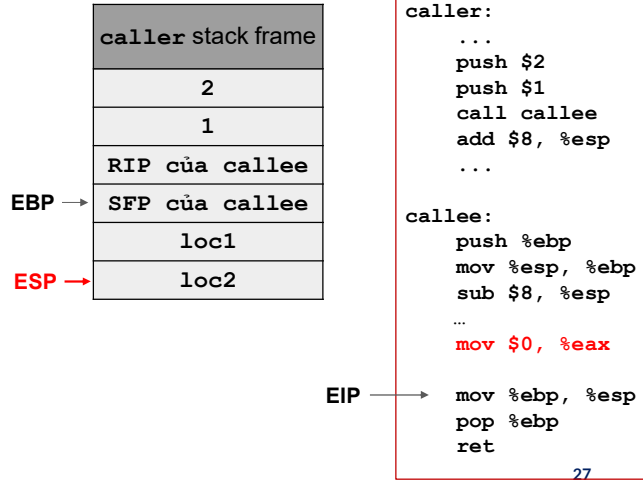 caller stack frame
2
1
RIP của callee
SFP của callee
loc1
loc2
EBP
ESP
caller:
...
push $2
push $1
call callee
add $8, %esp
...
callee:
push %ebp
mov %esp, %ebp
sub $8, %esp
…
mov $0, %eax
EIP
mov %ebp, %esp
pop %ebp
ret
27